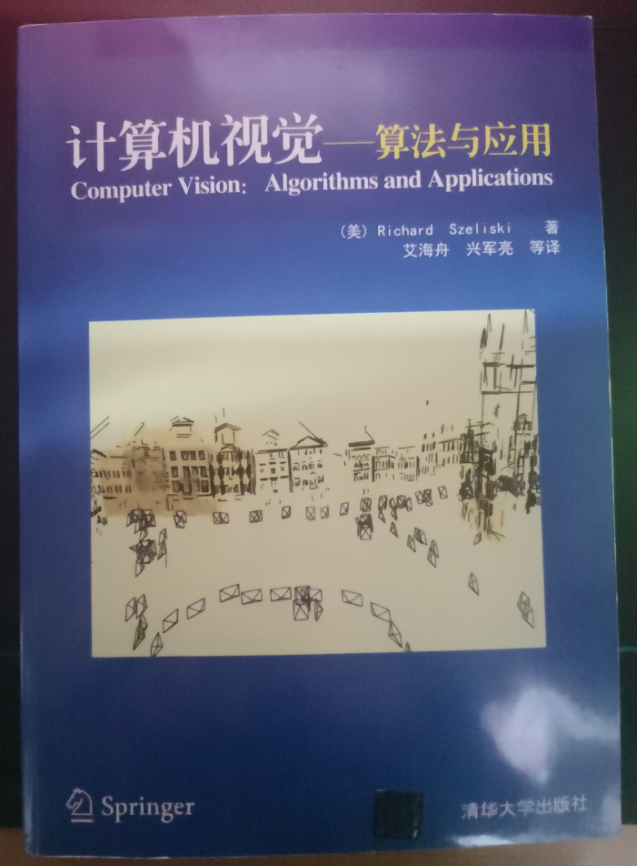 计算机视觉——算法与应用
Computer Vision: Algorithms and Applications
(美) Richard Szeliski 著
艾海舟 兴军亮 等译
Springer
清华大学出版社